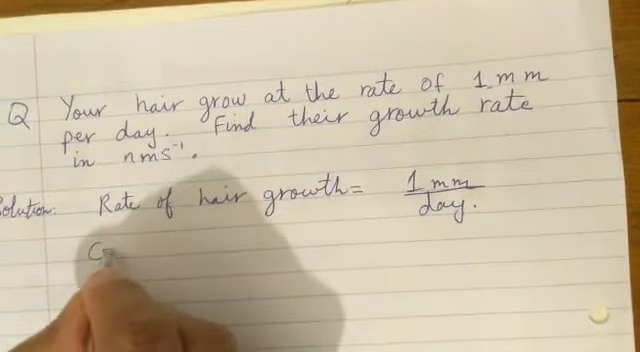 Q Your hair grow at the rate of 1 mm
per day. Find their growth rate
in nms⁻¹.
Solution: Rate of hair growth = 1 mm
day.